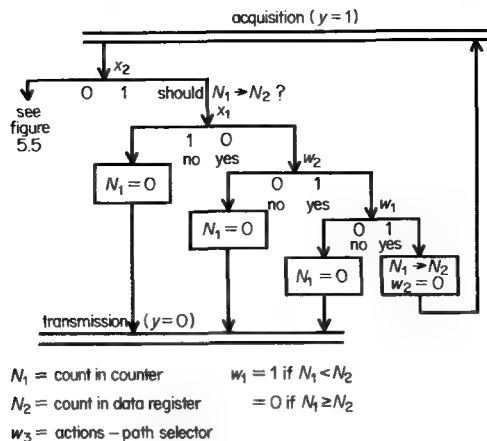 acquisition (y=1)
x₂
0 1 should N₁→N₂ ?
see
figure
5.5
x₁
1 0
no yes
N₁=0
w₂
0 1
no yes
N₁=0
w₁
0 1
no yes
N₁=0
N₁→N₂
w₂=0
transmission (y=0)
N₁ = count in counter
w₁ = 1 if N₁<N₂
N₂ = count in data register
= 0 if N₁≥N₂
w₃ = actions – path selector